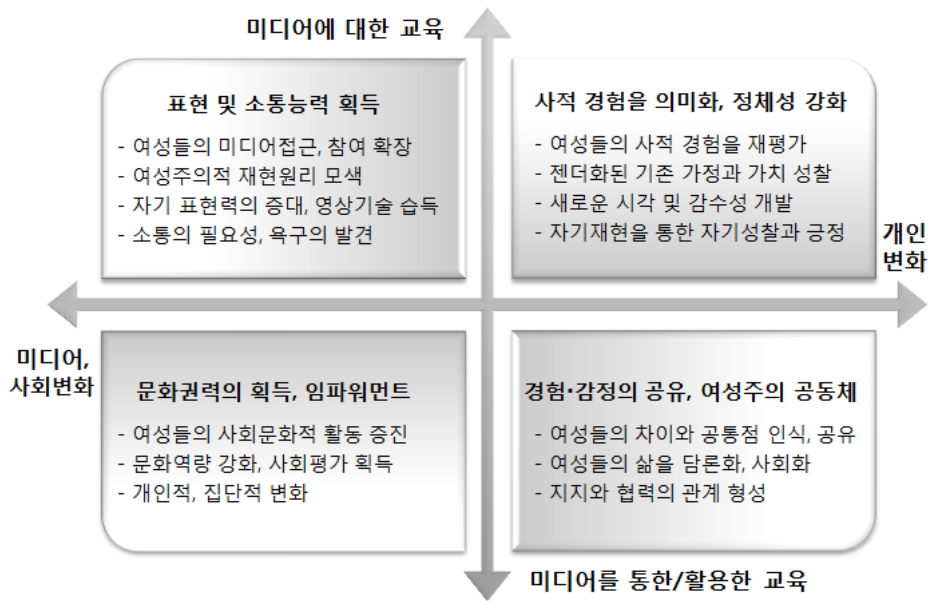 미디어에 대한 교육
표현 및 소통능력 획득
- 여성들의 미디어접근, 참여 확장
- 여성주의적 재현원리 모색
- 자기 표현력의 증대, 영상기술 습득
- 소통의 필요성, 욕구의 발견
사적 경험을 의미화, 정체성 강화
- 여성들의 사적 경험을 재평가
- 젠더화된 기존 가정과 가치 성찰
- 새로운 시각 및 감수성 개발
- 자기재현을 통한 자기성찰과 긍정
개인
변화
미디어,
사회변화
문화권력의 획득, 임파워먼트
- 여성들의 사회문화적 활동 증진
- 문화역량 강화, 사회평가 획득
- 개인적, 집단적 변화
경험·감정의 공유, 여성주의 공동체
- 여성들의 차이와 공통점 인식, 공유
- 여성들의 삶을 담론화, 사회화
- 지지와 협력의 관계 형성
미디어를 통한/활용한 교육